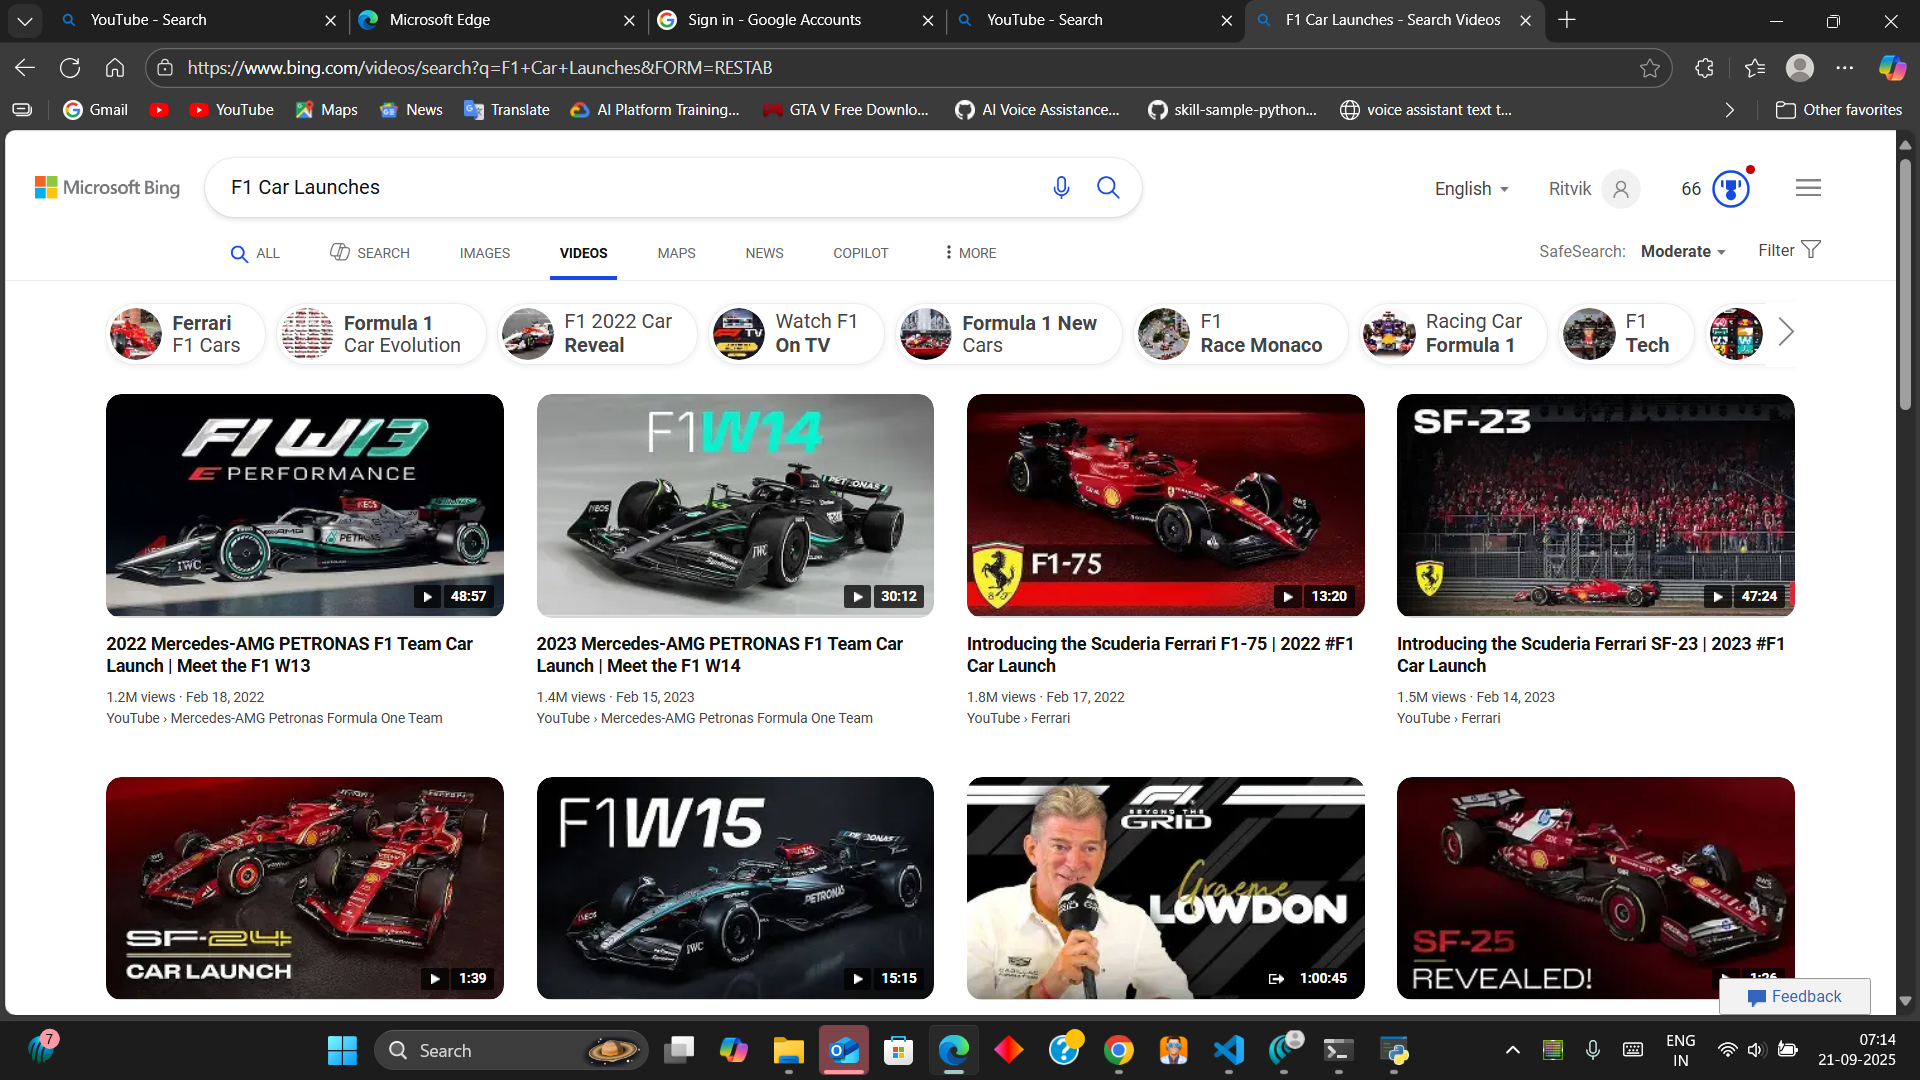 YouTube - Search
Microsoft Edge
Sign in - Google Accounts
YouTube - Search
F1 Car Launches - Search Videos
https://www.bing.com/videos/search?q=F1+Car+Launches&FORM=RESTAB
Gmail
YouTube
Maps
News
Translate
AI Platform Training...
GTA V Free Downlo...
AI Voice Assistance...
skill-sample-python...
voice assistant text t...
Other favorites
Microsoft Bing
F1 Car Launches
English
Ritvik
66
ALL
SEARCH
IMAGES
VIDEOS
MAPS
NEWS
COPILOT
MORE
SafeSearch: Moderate
Filter
Ferrari
F1 Cars
Formula 1
Car Evolution
F1 2022 Car
Reveal
Watch F1
On TV
Formula 1 New
Cars
F1
Race Monaco
Racing Car
Formula 1
F1
Tech
F1 W13
E PERFORMANCE
48:57
F1 W14
30:12
F1-75
13:20
SF-23
47:24
2022 Mercedes-AMG PETRONAS F1 Team Car
Launch | Meet the F1 W13
1.2M views · Feb 18, 2022
YouTube › Mercedes-AMG Petronas Formula One Team
2023 Mercedes-AMG PETRONAS F1 Team Car
Launch | Meet the F1 W14
1.4M views · Feb 15, 2023
YouTube › Mercedes-AMG Petronas Formula One Team
Introducing the Scuderia Ferrari F1-75 | 2022 #F1
Car Launch
1.8M views · Feb 17, 2022
YouTube › Ferrari
Introducing the Scuderia Ferrari SF-23 | 2023 #F1
Car Launch
1.5M views · Feb 14, 2023
YouTube › Ferrari
SF-24
CAR LAUNCH
1:39
F1 W15
15:15
F1
BEYOND THE
GRID
Graeme
LOWDON
1:00:45
SF-25
REVEALED!
1:26
Feedback
7
Search
ENG
IN
07:14
21-09-2025